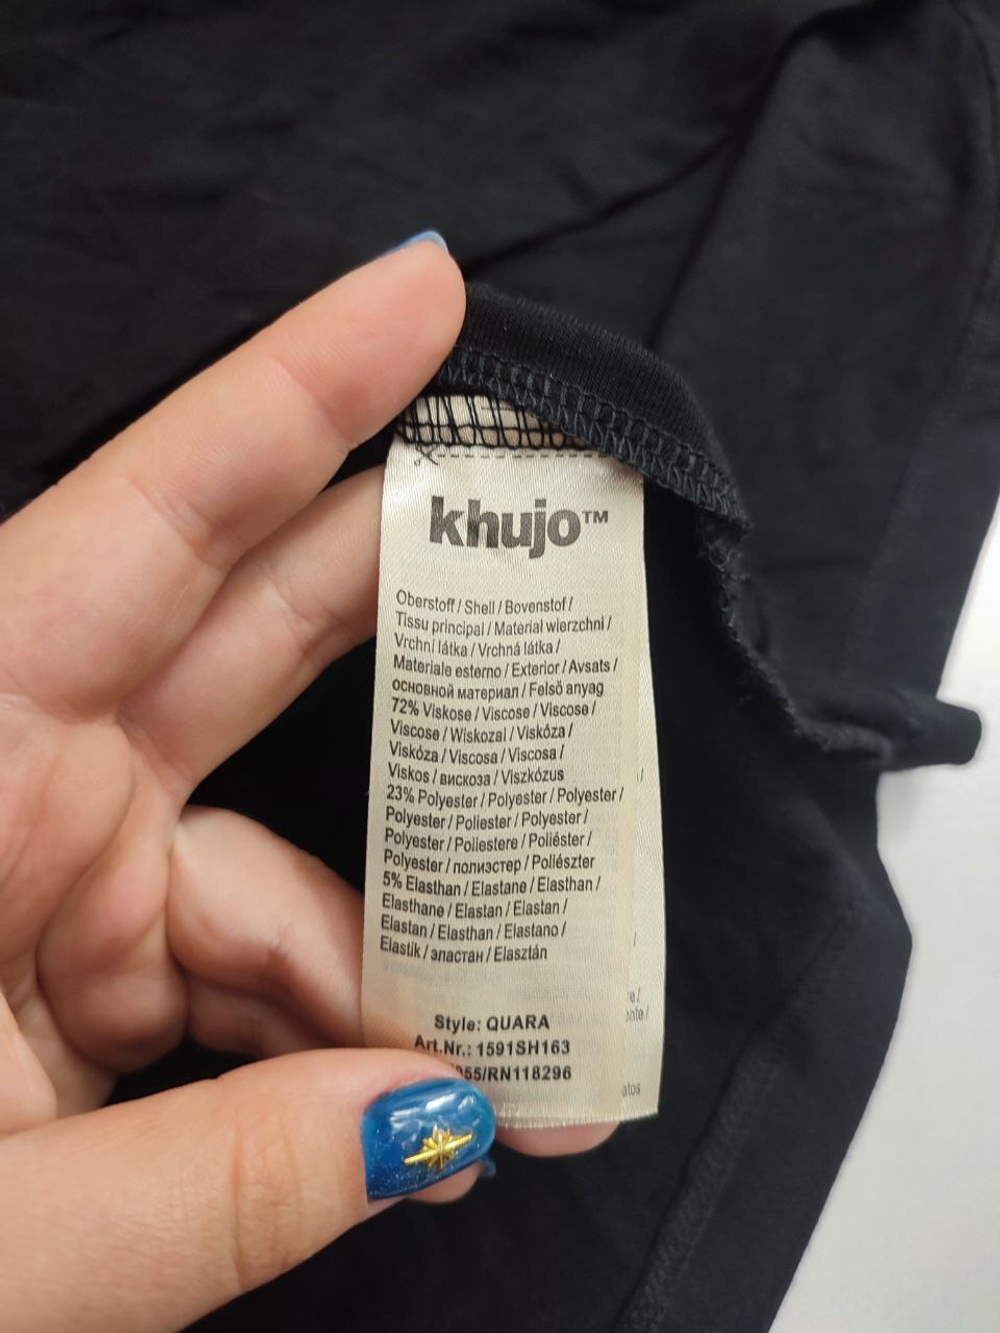 khujo™
Oberstoff / Shell / Bovenstof /
Tissu principal / Materiał wierzchni /
Vrchní látka / Vrchná látka /
Materiale esterno / Exterior / Avsats /
основной материал / Felsö anyag
72% Viskose / Viscose / Viscose /
Viscose / Wiskozal / Viskóza /
Viskóza / Viscosa / Viscosa /
Viskos / вискоза / Viszkózus
23% Polyester / Polyester / Polyester /
Polyester / Poliester / Polyester /
Polyester / Poliestere / Poliéster /
Polyester / полиэстер / Poliészter
5% Elasthan / Elastane / Elasthan /
Elasthane / Elastan / Elastan /
Elastan / Elasthan / Elastano /
Elastik / эластан / Elasztán
Style: QUARA
Art.Nr.: 1591SH163
055/RN118296